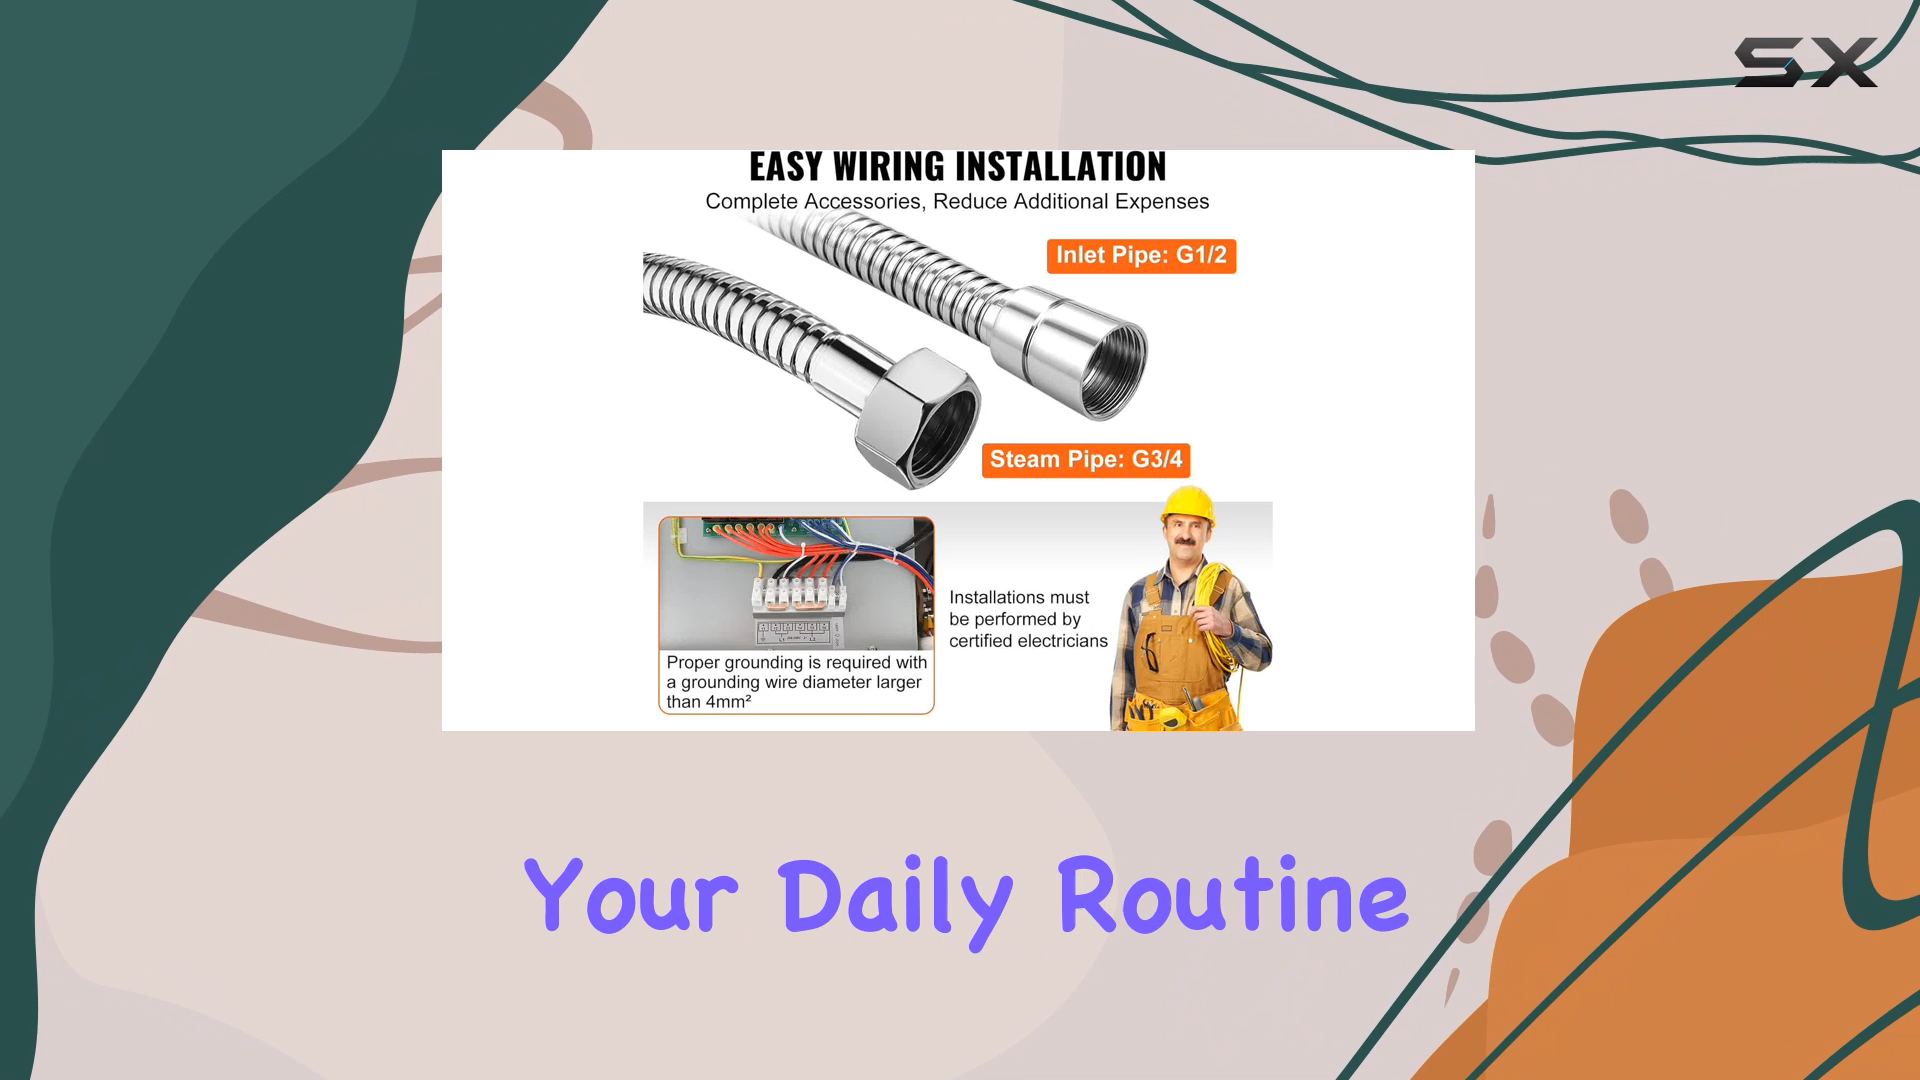 SX
EASY WIRING INSTALLATION
Complete Accessories, Reduce Additional Expenses
Inlet Pipe: G1/2
Steam Pipe: G3/4
Installations must
be performed by
certified electricians
Proper grounding is required with
a grounding wire diameter larger
than 4mm²
Your Daily Routine